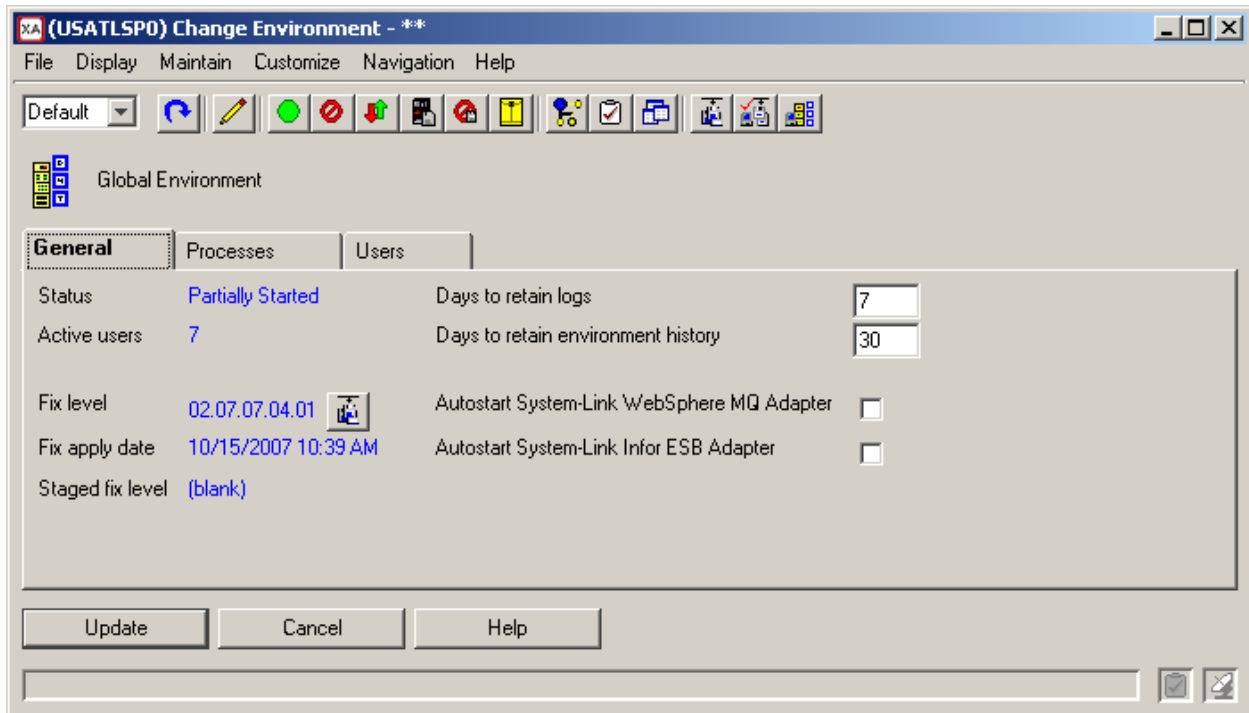 XA (USATLSP0) Change Environment - **
File Display Maintain Customize Navigation Help
Default
Global Environment
General Processes Users
Status Partially Started Days to retain logs 7
Active users 7 Days to retain environment history 30
Fix level 02.07.07.04.01 Autostart System-Link WebSphere MQ Adapter
Fix apply date 10/15/2007 10:39 AM Autostart System-Link Infor ESB Adapter
Staged fix level (blank)
Update Cancel Help